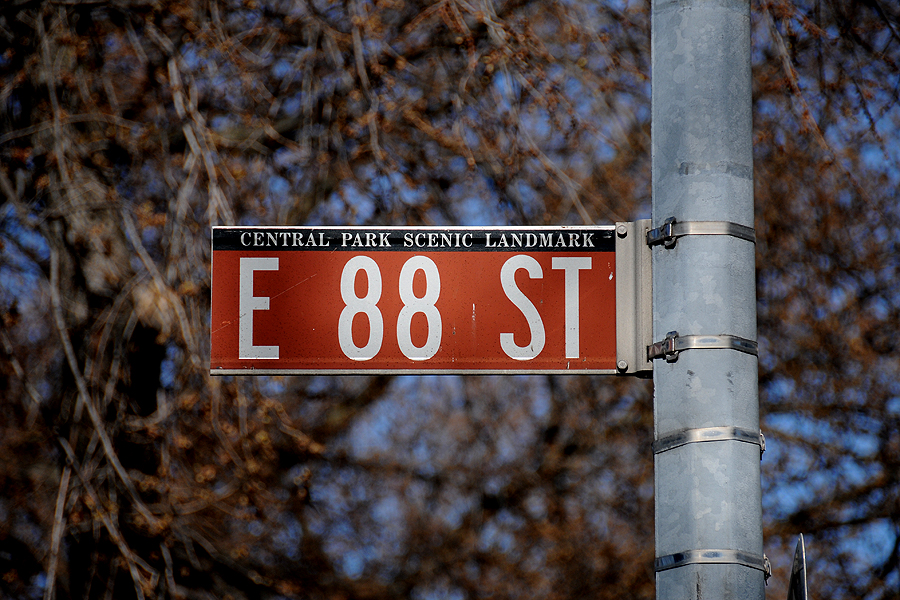 CENTRAL PARK SCENIC LANDMARK
E 88 ST